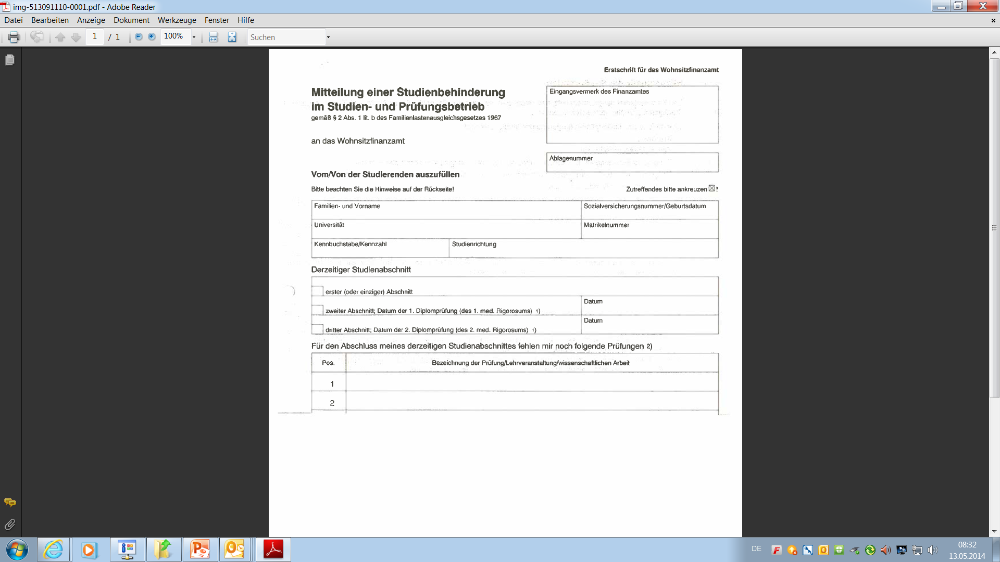 img-513091110-0001.pdf - Adobe Reader
Datei Bearbeiten Anzeige Dokument Werkzeuge Fenster Hilfe
1 / 1 100% Suchen
Erstschrift für das Wohnsitzfinanzamt
Mitteilung einer Studienbehinderung
im Studien- und Prüfungsbetrieb
gemäß § 2 Abs. 1 lit. b des Familienlastenausgleichsgesetzes 1967
Eingangsvermerk des Finanzamtes
an das Wohnsitzfinanzamt
Ablagenummer
Vom/Von der Studierenden auszufüllen
Bitte beachten Sie die Hinweise auf der Rückseite! Zutreffendes bitte ankreuzen ☒!
Familien- und Vorname Sozialversicherungsnummer/Geburtsdatum
Universität Matrikelnummer
Kennbuchstabe/Kennzahl Studienrichtung
Derzeitiger Studienabschnitt
erster (oder einziger) Abschnitt
zweiter Abschnitt; Datum der 1. Diplomprüfung (des 1. med. Rigorosums) 1) Datum
dritter Abschnitt; Datum der 2. Diplomprüfung (des 2. med. Rigorosums) 1) Datum
Für den Abschluss meines derzeitigen Studienabschnittes fehlen mir noch folgende Prüfungen 2)
Pos. Bezeichnung der Prüfung/Lehrveranstaltung/wissenschaftlichen Arbeit
1
2
DE 08:32
13.05.2014